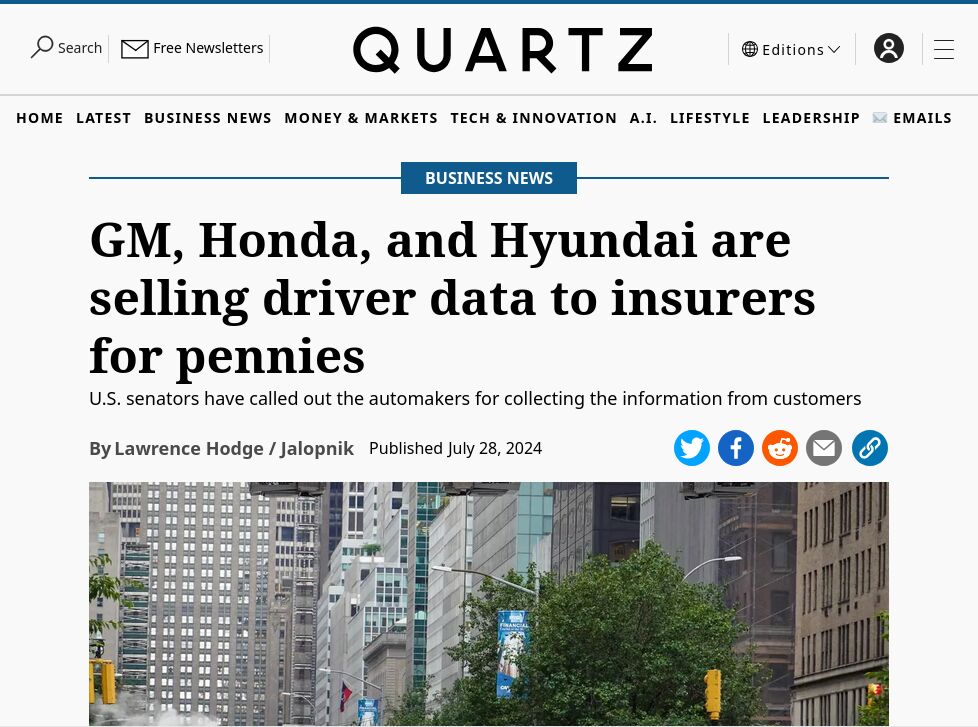 Search
Free Newsletters
QUARTZ
Editions
HOME LATEST BUSINESS NEWS MONEY & MARKETS TECH & INNOVATION A.I. LIFESTYLE LEADERSHIP EMAILS
BUSINESS NEWS
GM, Honda, and Hyundai are
selling driver data to insurers
for pennies
U.S. senators have called out the automakers for collecting the information from customers
By Lawrence Hodge / Jalopnik Published July 28, 2024
FINANCIAL